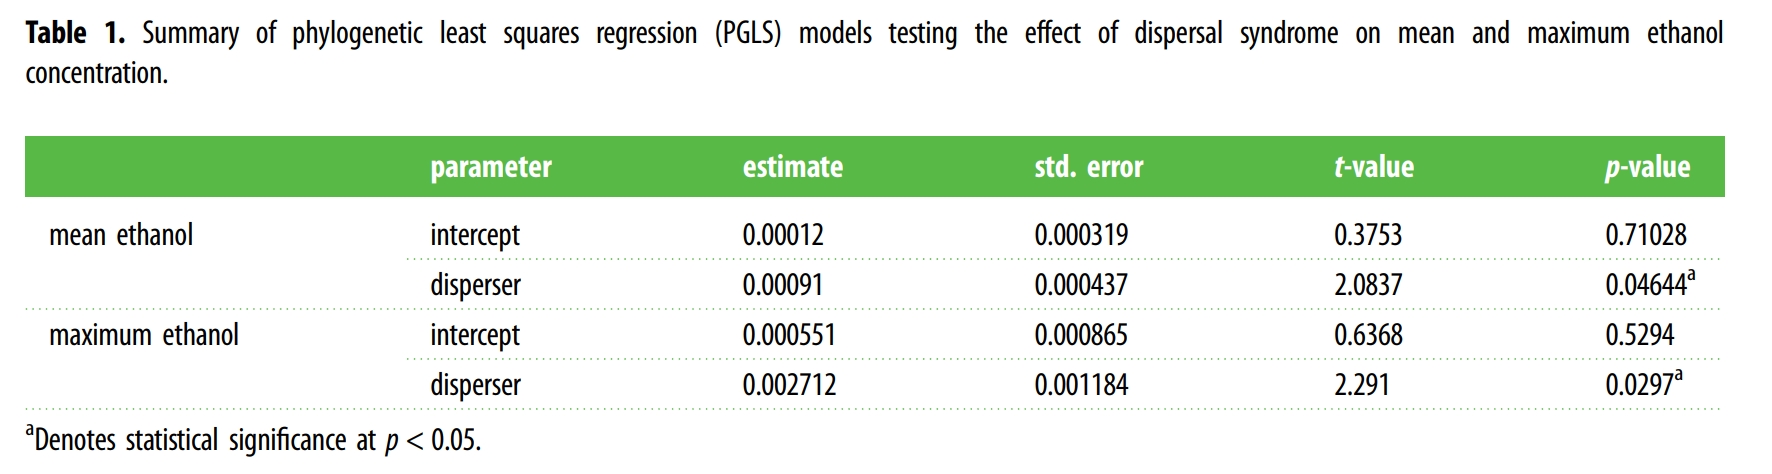 Table 1. Summary of phylogenetic least squares regression (PGLS) models testing the effect of dispersal syndrome on mean and maximum ethanol
concentration.
parameter estimate std. error t-value p-value
mean ethanol intercept 0.00012 0.000319 0.3753 0.71028
disperser 0.00091 0.000437 2.0837 0.04644a
maximum ethanol intercept 0.000551 0.000865 0.6368 0.5294
disperser 0.002712 0.001184 2.291 0.0297a
aDenotes statistical significance at p < 0.05.